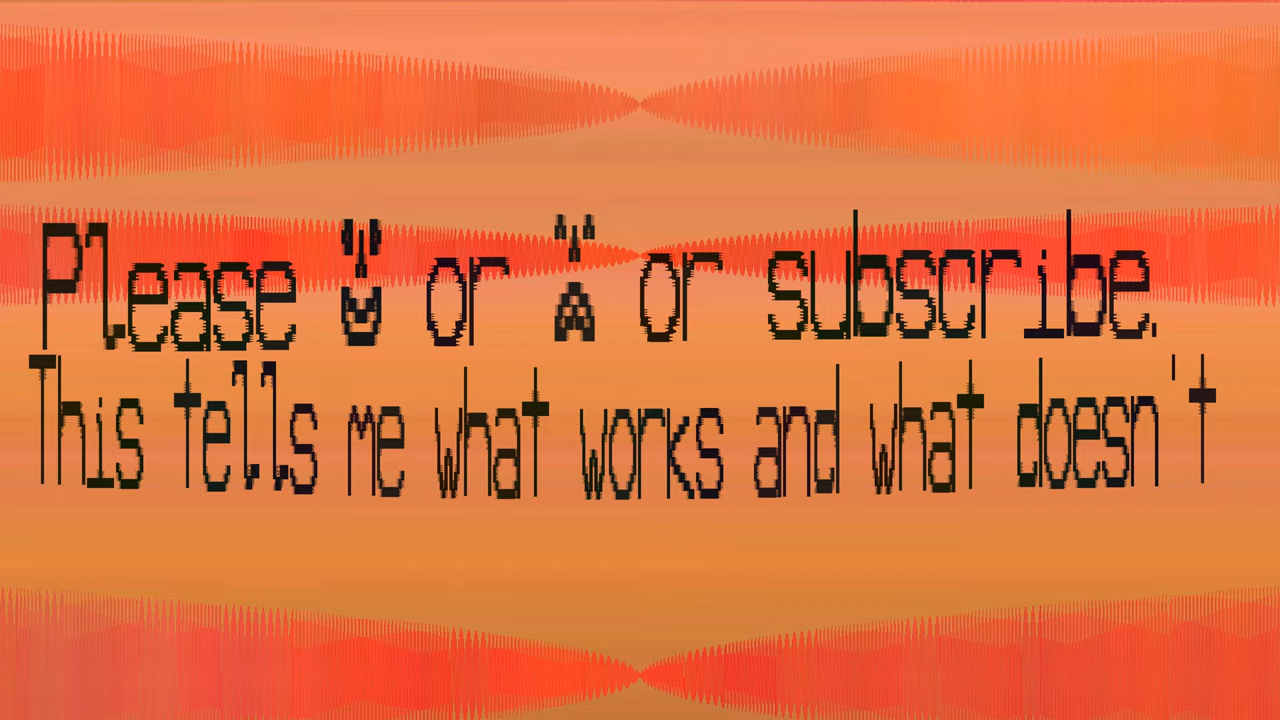 Please or or subscribe.
This tells me what works and what doesn't